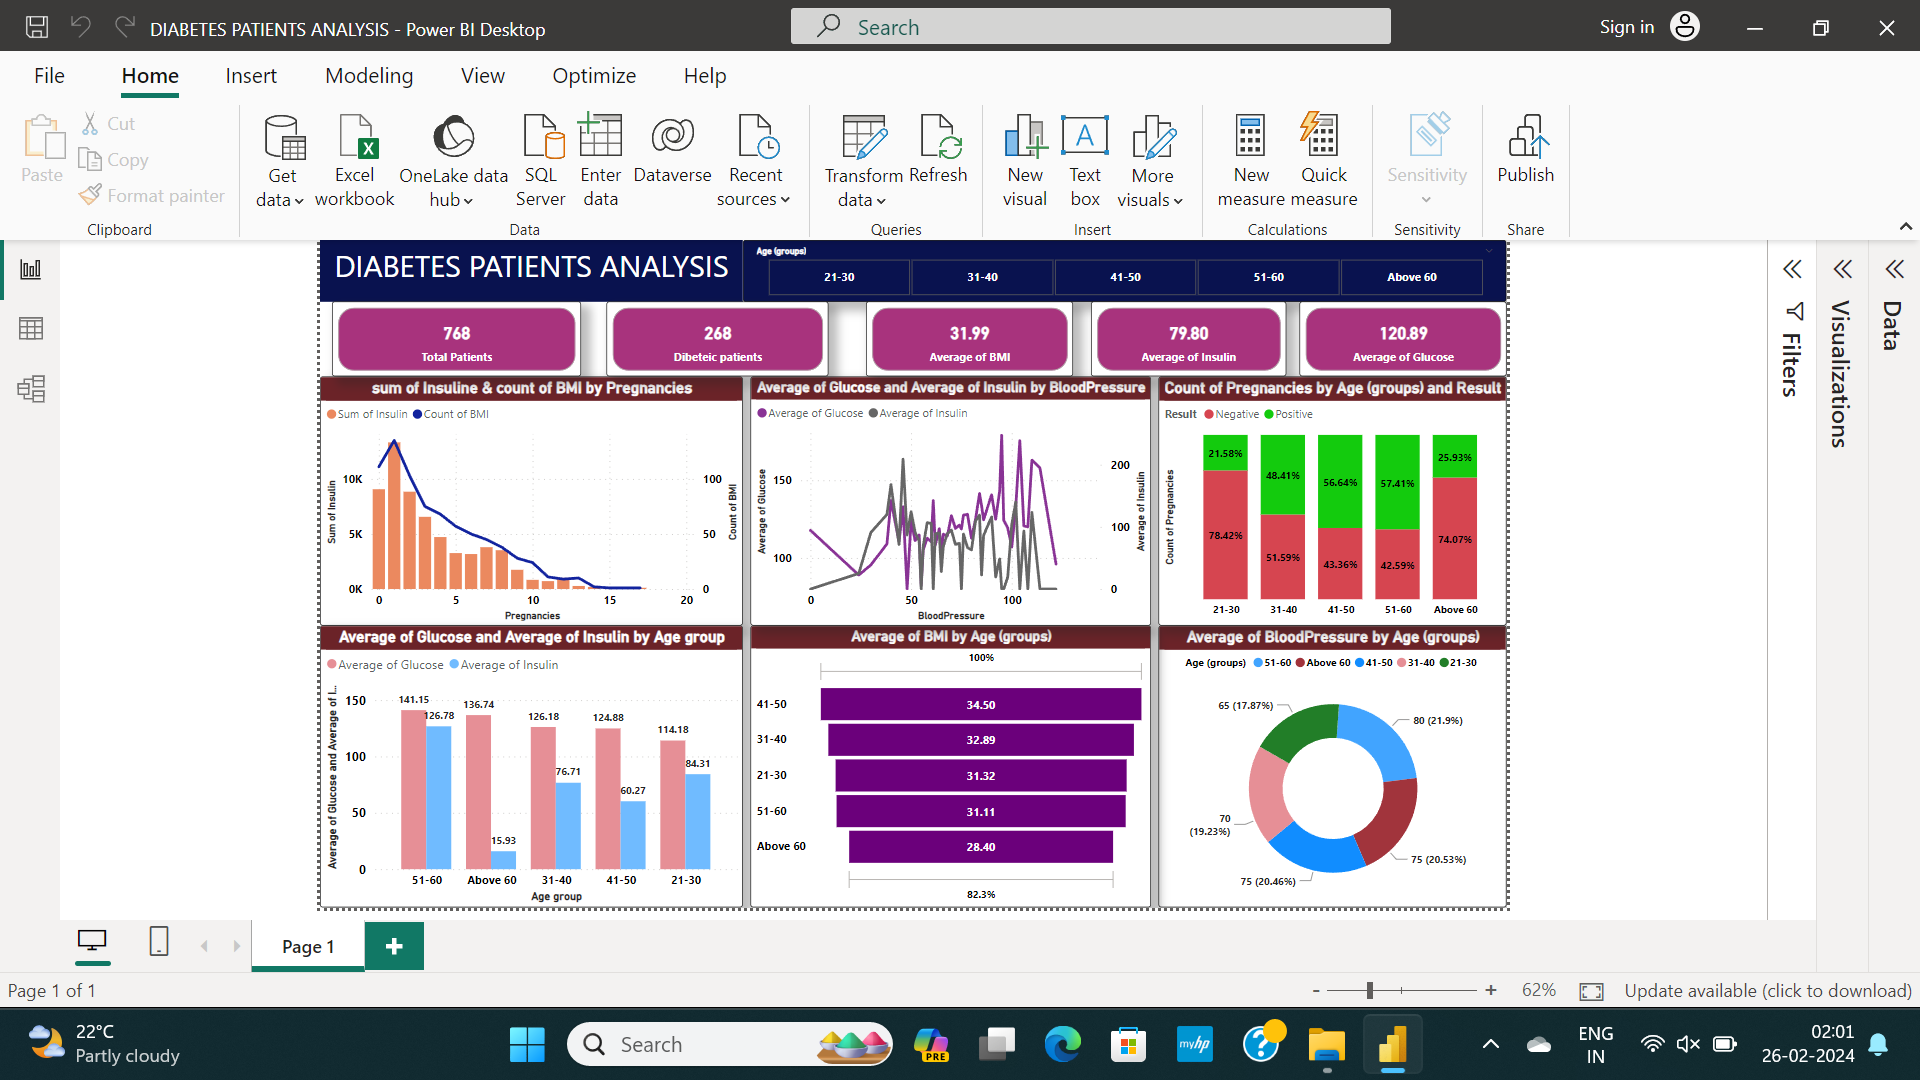 DIABETES PATIENTS ANALYSIS - Power BI Desktop
Search
Sign in
File
Home
Insert
Modeling
View
Optimize
Help
Paste
Cut
Copy
Format painter
Clipboard
Get data
Excel workbook
OneLake data hub
SQL Server
Enter data
Dataverse
Recent sources
Data
Transform data
Refresh
Queries
New visual
Text box
More visuals
Insert
New measure
Quick measure
Calculations
Sensitivity
Sensitivity
Publish
Share
DIABETES PATIENTS ANALYSIS
Age (groups)
21-30
31-40
41-50
51-60
Above 60
768
Total Patients
268
Dibeteic patients
31.99
Average of BMI
79.80
Average of Insulin
120.89
Average of Glucose
sum of Insuline & count of BMI by Pregnancies
Sum of Insulin Count of BMI
Sum of Insulin
10K
5K
0K
100
50
0
Count of BMI
0 5 10 15 20
Pregnancies
Average of Glucose and Average of Insulin by BloodPressure
Average of Glucose Average of Insulin
Average of Glucose
150
100
200
100
0
Average of Insulin
0 50 100
BloodPressure
Count of Pregnancies by Age (groups) and Result
Result Negative Positive
Count of Pregnancies
21.58% 48.41% 56.64% 57.41% 25.93%
78.42% 51.59% 43.36% 42.59% 74.07%
21-30 31-40 41-50 51-60 Above 60
Average of Glucose and Average of Insulin by Age group
Average of Glucose Average of Insulin
Average of Glucose and Average of I...
150
100
50
0
141.15 126.78 136.74 15.93 126.18 76.71 124.88 60.27 114.18 84.31
51-60 Above 60 31-40 41-50 21-30
Age group
Average of BMI by Age (groups)
100%
41-50 34.50
31-40 32.89
21-30 31.32
51-60 31.11
Above 60 28.40
82.3%
Average of BloodPressure by Age (groups)
Age (groups) 51-60 Above 60 41-50 31-40 21-30
65 (17.87%)
80 (21.9%)
70 (19.23%)
75 (20.53%)
75 (20.46%)
Filters
Visualizations
Data
Page 1
Page 1 of 1
62%
Update available (click to download)
22°C
Partly cloudy
Search
PRE
myhp
ENG
IN
02:01
26-02-2024